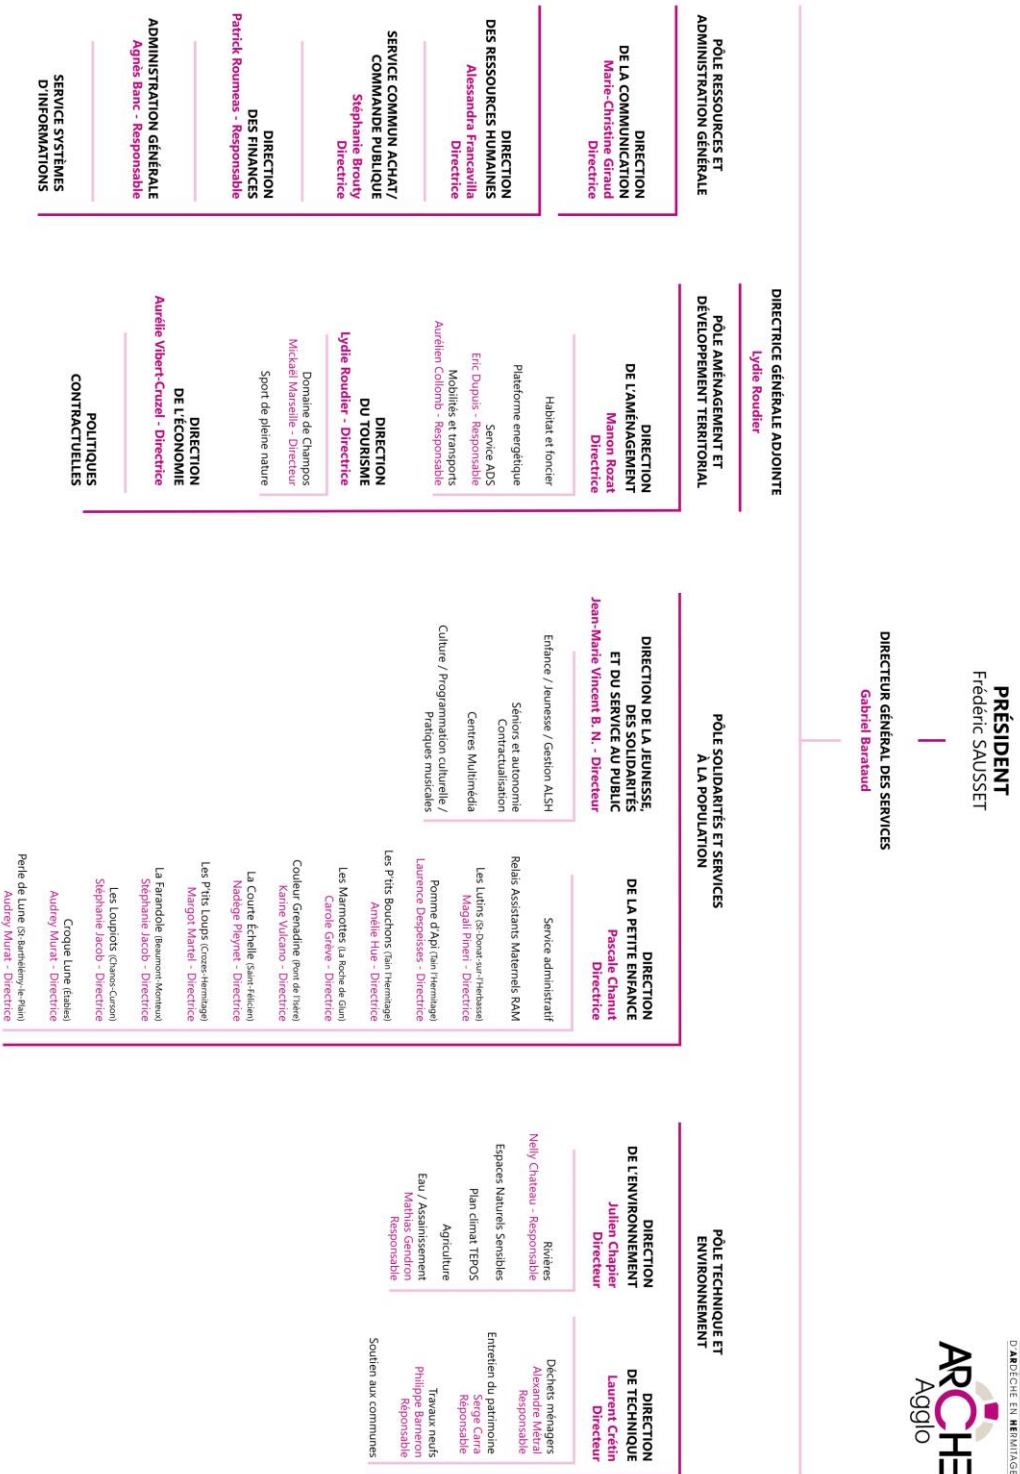 PRÉSIDENT
Frédéric SAUSSET
D'ARDÈCHE EN HERMITAGE
ARCHE
Agglo
DIRECTEUR GÉNÉRAL DES SERVICES
Gabriel Barataud
DIRECTRICE GÉNÉRALE ADJOINTE
Lydie Roudier
PÔLE RESSOURCES ET
ADMINISTRATION GÉNÉRALE
DIRECTION
DE LA COMMUNICATION
Marie-Christine Giraud
Directrice
DIRECTION
DES RESSOURCES HUMAINES
Alessandra Francavilla
Directrice
SERVICE COMMUN ACHAT/
COMMANDE PUBLIQUE
Stéphanie Brouty
Directrice
DIRECTION
DES FINANCES
Patrick Roumeas - Responsable
ADMINISTRATION GÉNÉRALE
Agnès Banc - Responsable
SERVICE SYSTÈMES
D'INFORMATIONS
PÔLE AMÉNAGEMENT ET
DÉVELOPPEMENT TERRITORIAL
DIRECTION
DE L'AMÉNAGEMENT
Manon Rozat
Directrice
Habitat et foncier
Plateforme energétique
Service ADS
Eric Dupuis - Responsable
Mobilités et transports
Aurélien Collomb - Responsable
DIRECTION
DU TOURISME
Lydie Roudier - Directrice
Domaine de Champos
Mickaël Marseille - Directeur
Sport de pleine nature
DIRECTION
DE L'ÉCONOMIE
Aurélie Vibert-Cruzel - Directrice
POLITIQUES
CONTRACTUELLES
PÔLE SOLIDARITÉS ET SERVICES
À LA POPULATION
DIRECTION DE LA JEUNESSE,
DES SOLIDARITÉS
ET DU SERVICE AU PUBLIC
Jean-Marie Vincent B. N. - Directeur
Enfance / Jeunesse / Gestion ALSH
Séniors et autonomie
Contractualisation
Centres Multimédia
Culture / Programmation culturelle /
Pratiques musicales
DIRECTION
DE LA PETITE ENFANCE
Pascale Chanut
Directrice
Service administratif
Relais Assistants Maternels RAM
Les Lutins (St-Donat-sur-l'Herbasse)
Magali Pineri - Directrice
Pomme d'Api (Tain l'Hermitage)
Laurence Despeisses - Directrice
Les P'tits Bouchons (Tain l'Hermitage)
Amélie Hue - Directrice
Les Marmottes (La Roche de Glun)
Carole Grève - Directrice
Couleur Grenadine (Pont de l'Isère)
Karine Vulcano - Directrice
La Courte Échelle (Saint-Félicien)
Nadège Pleynet - Directrice
Les P'tits Loups (Crozes-Hermitage)
Margot Martel - Directrice
La Farandole (Beaumont-Monteux)
Stéphanie Jacob - Directrice
Les Loupiots (Chanos-Curson)
Stéphanie Jacob - Directrice
Croque Lune (Étables)
Audrey Murat - Directrice
Perle de Lune (St-Barthélémy-le-Plain)
Audrey Murat - Directrice
PÔLE TECHNIQUE ET
ENVIRONNEMENT
DIRECTION
DE L'ENVIRONNEMENT
Julien Chapier
Directeur
Rivières
Nelly Chateau - Responsable
Espaces Naturels Sensibles
Plan climat TEPOS
Agriculture
Eau / Assainissement
Mathias Gendron
Responsable
DIRECTION
DE TECHNIQUE
Laurent Crétin
Directeur
Déchets ménagers
Alexandre Métral
Responsable
Entretien du patrimoine
Serge Carra
Réponsable
Travaux neufs
Philippe Barneron
Réponsable
Soutien aux communes